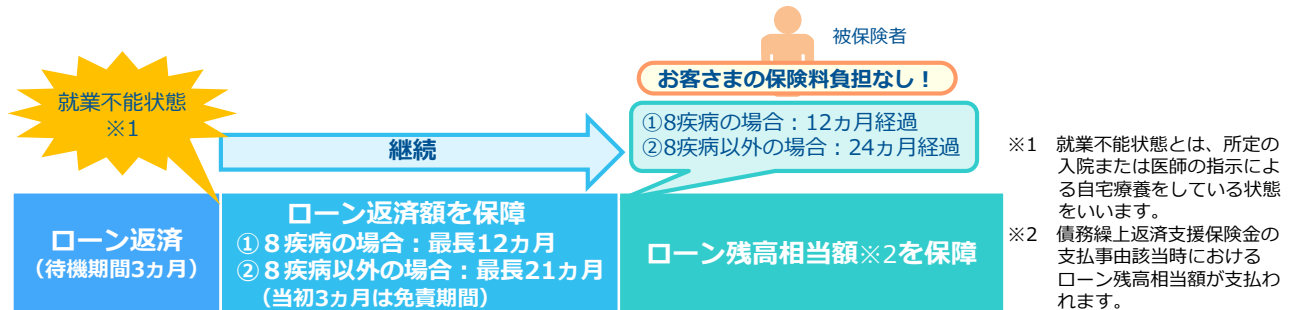 被保険者
お客さまの保険料負担なし！
就業不能状態
※1
継続
①8疾病の場合：12ヵ月経過
②8疾病以外の場合：24ヵ月経過
ローン返済
（待機期間3ヵ月）
ローン返済額を保障
①８疾病の場合：最長12ヵ月
②８疾病以外の場合：最長21ヵ月
（当初3ヵ月は免責期間）
ローン残高相当額※2を保障
※1　就業不能状態とは、所定の
入院または医師の指示によ
る自宅療養をしている状態
をいいます。
※2　債務繰上返済支援保険金の
支払事由該当時における
ローン残高相当額が支払わ
れます。